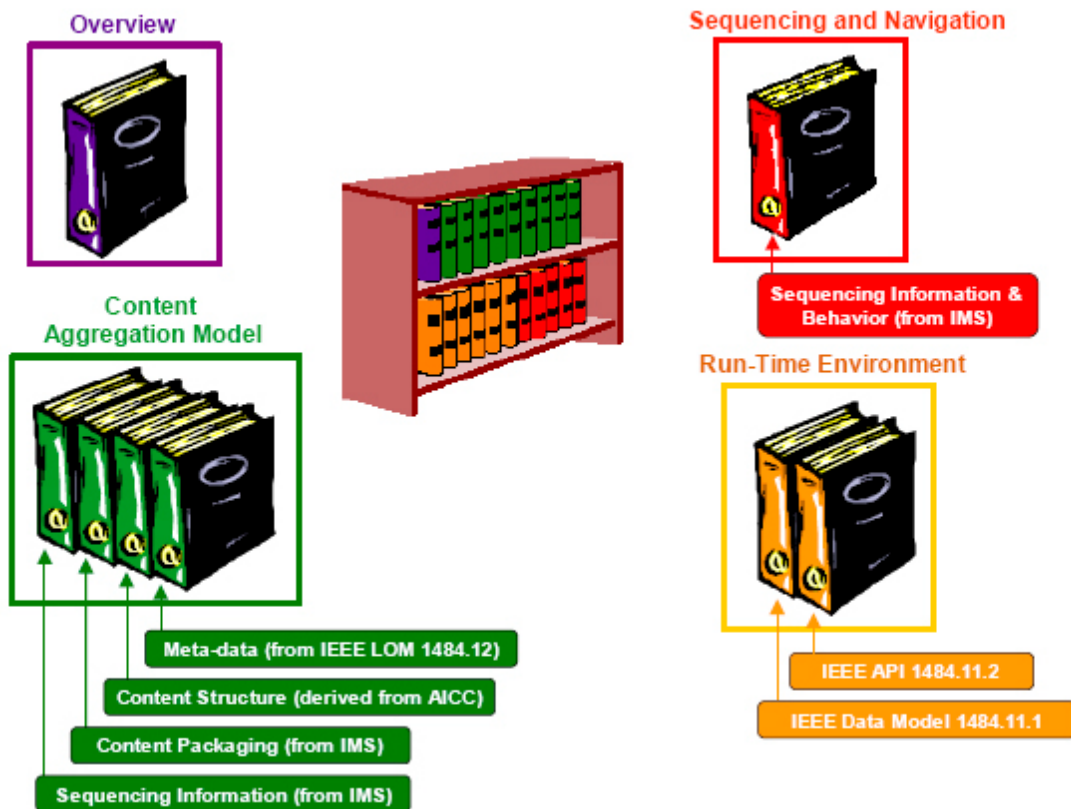 Overview
Sequencing and Navigation
Sequencing Information &
Behavior (from IMS)
Content
Aggregation Model
Run-Time Environment
Meta-data (from IEEE LOM 1484.12)
Content Structure (derived from AICC)
Content Packaging (from IMS)
Sequencing Information (from IMS)
IEEE API 1484.11.2
IEEE Data Model 1484.11.1